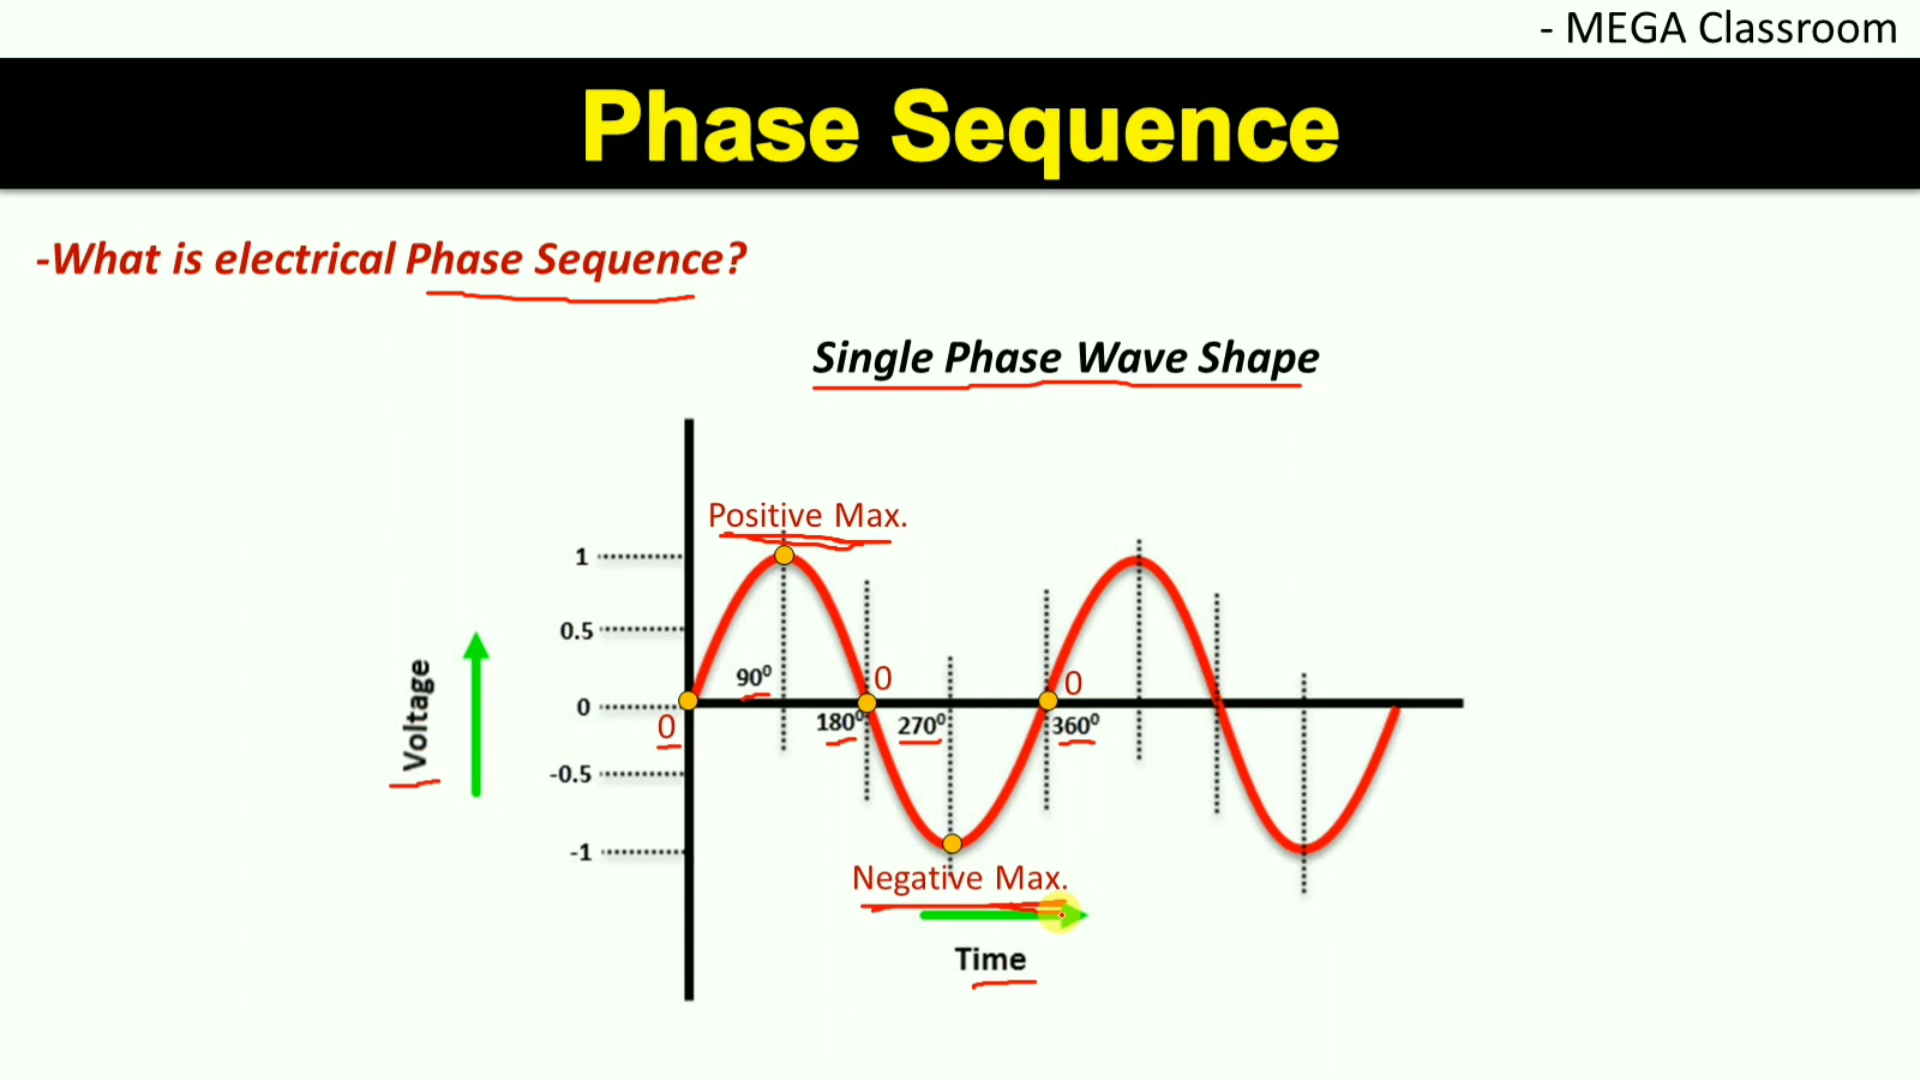 - MEGA Classroom
Phase Sequence
-What is electrical Phase Sequence?
Single Phase Wave Shape
Positive Max.
1
0.5
90⁰
0
0
0
0
180⁰
270⁰
360⁰
Voltage
-0.5
-1
Negative Max.
Time